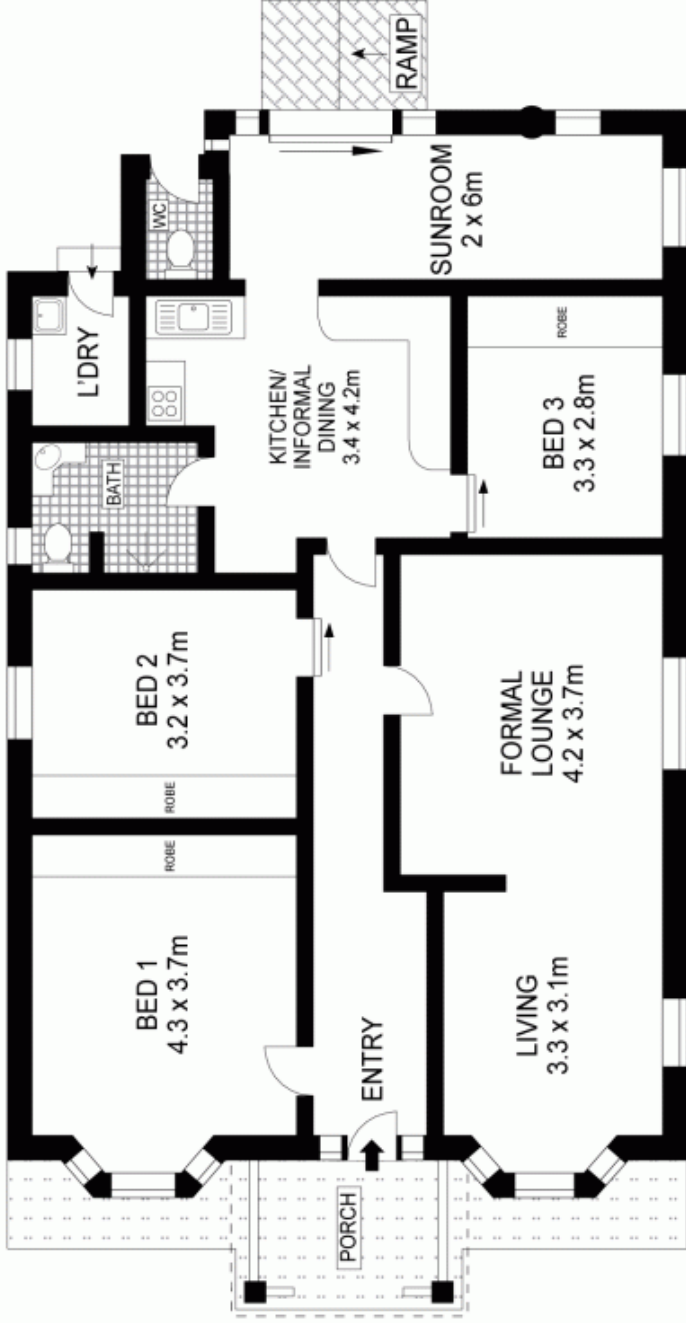 RAMP
WC
SUNROOM
2 x 6m
L'DRY
KITCHEN/
INFORMAL
DINING
3.4 x 4.2m
ROBE
BED 3
3.3 x 2.8m
BATH
BED 2
3.2 x 3.7m
ROBE
FORMAL
LOUNGE
4.2 x 3.7m
ROBE
BED 1
4.3 x 3.7m
LIVING
3.3 x 3.1m
ENTRY
PORCH